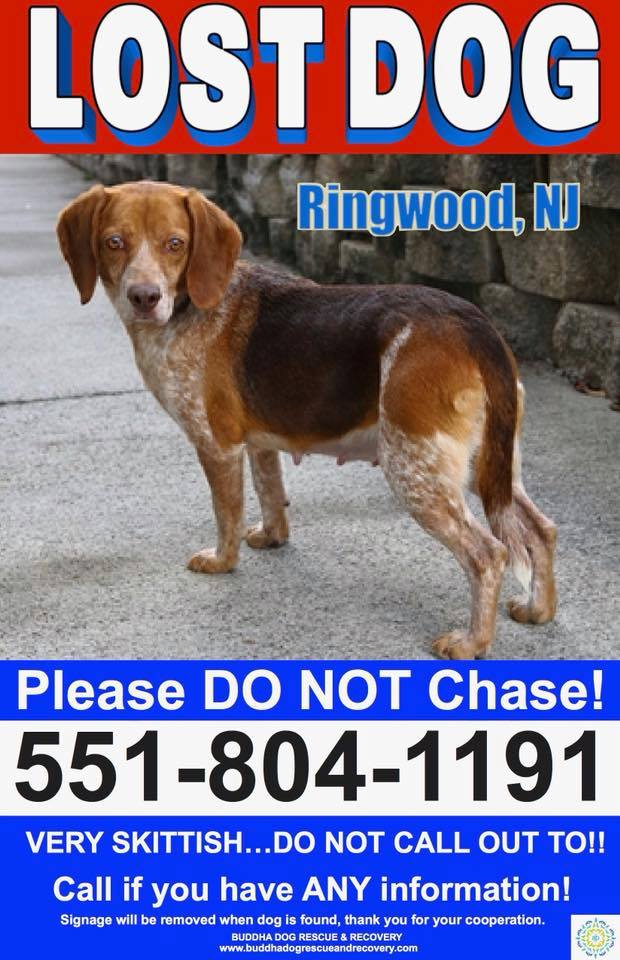 LOST DOG
Ringwood, NJ
Please DO NOT Chase!
551-804-1191
VERY SKITTISH...DO NOT CALL OUT TO!!
Call if you have ANY information!
Signage will be removed when dog is found, thank you for your cooperation.
BUDDHA DOG RESCUE & RECOVERY
www.buddhadogrescueandrecovery.com